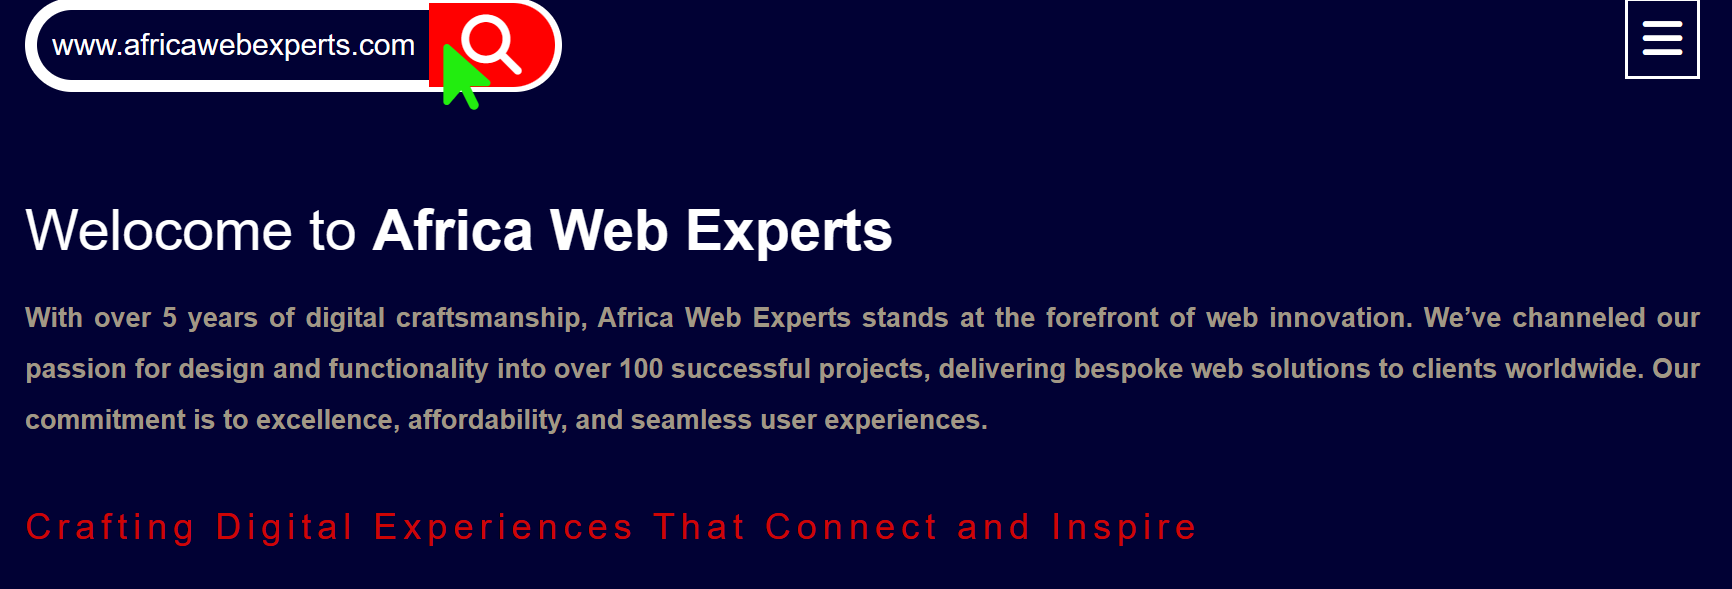 www.africawebexperts.com
Welocome to Africa Web Experts
With over 5 years of digital craftsmanship, Africa Web Experts stands at the forefront of web innovation. We’ve channeled our
passion for design and functionality into over 100 successful projects, delivering bespoke web solutions to clients worldwide. Our
commitment is to excellence, affordability, and seamless user experiences.
Crafting Digital Experiences That Connect and Inspire